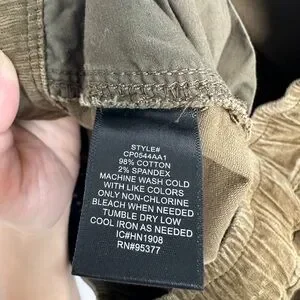 STYLE#
CP0544AA1
98% COTTON
2% SPANDEX
MACHINE WASH COLD
WITH LIKE COLORS
ONLY NON-CHLORINE
BLEACH WHEN NEEDED
TUMBLE DRY LOW
COOL IRON AS NEEDED
IC#HN1908
RN#95377